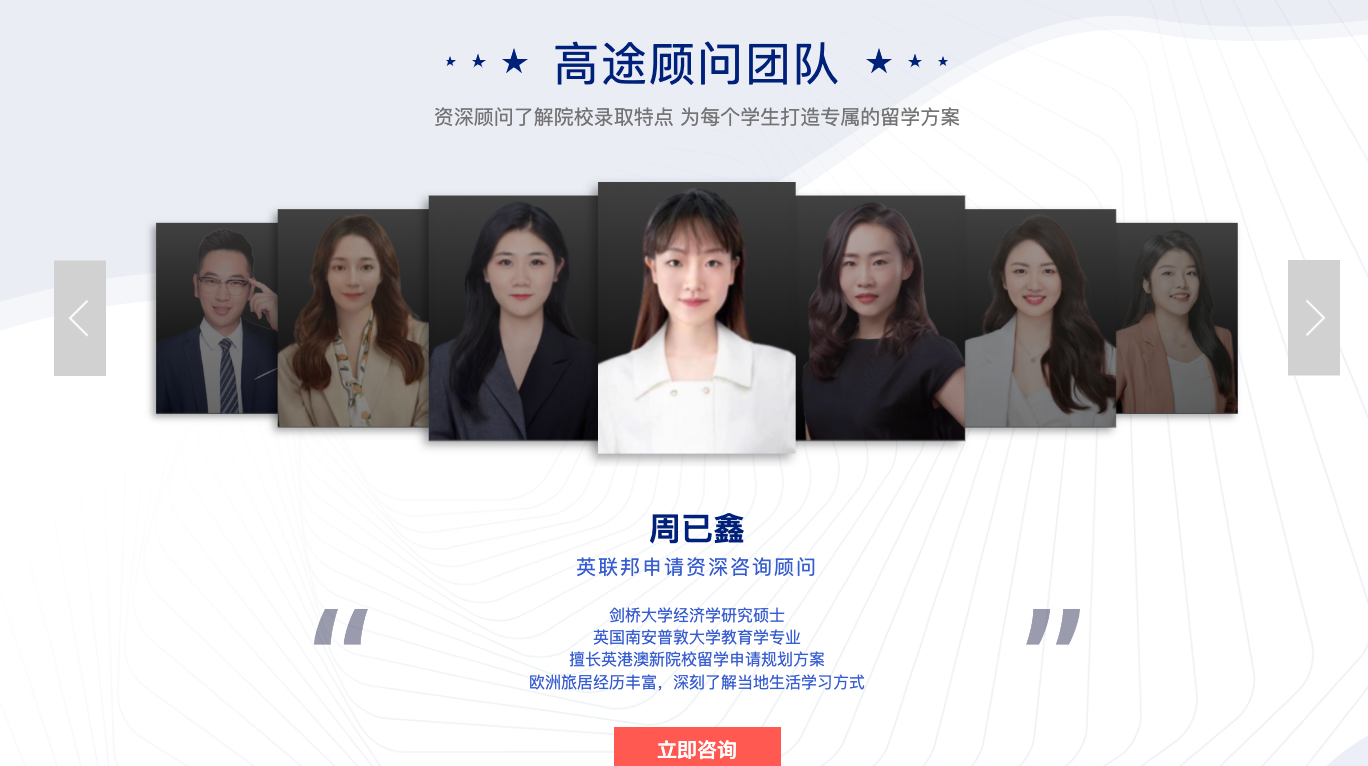 高途顾问团队
资深顾问了解院校录取特点 为每个学生打造专属的留学方案
周已鑫
英联邦申请资深咨询顾问
剑桥大学经济学研究硕士
英国南安普敦大学教育学专业
擅长英港澳新院校留学申请规划方案
欧洲旅居经历丰富，深刻了解当地生活学习方式
立即咨询